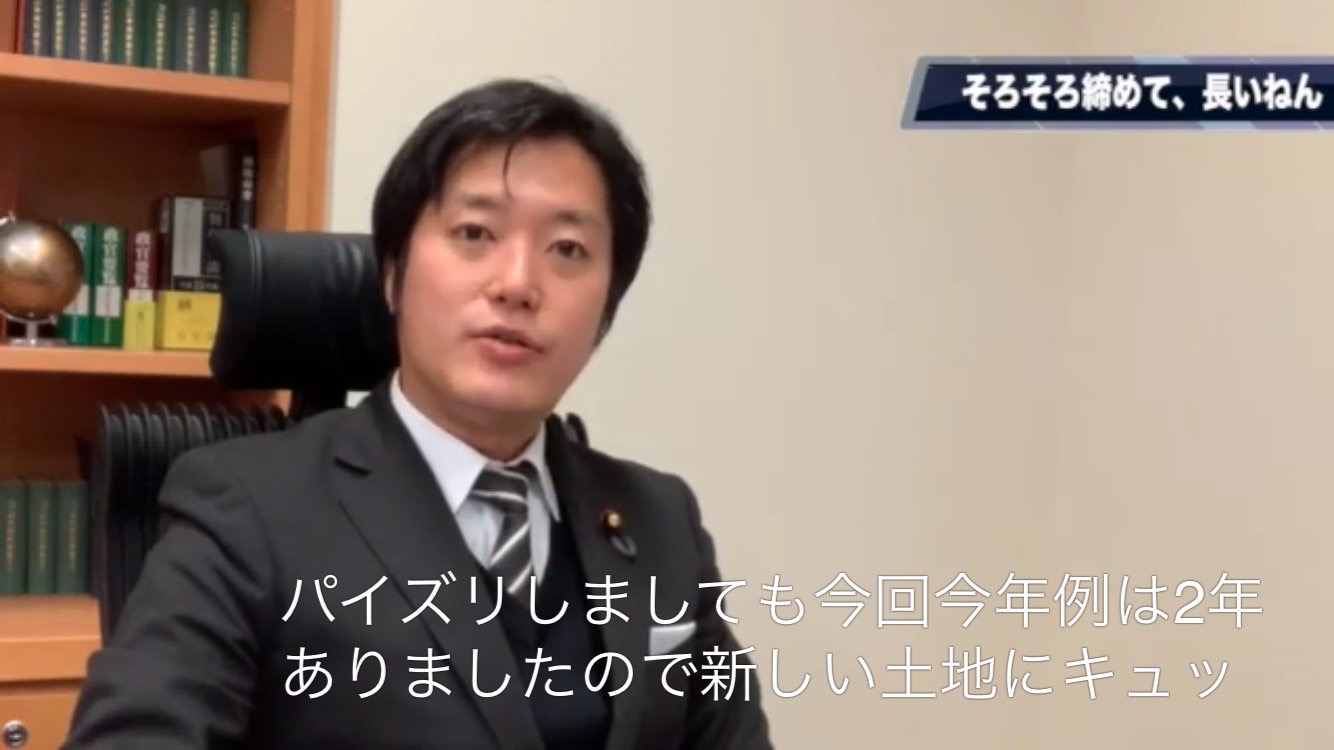 そろそろ締めて、長いねん
パイズリしましても今回今年例は2年
ありましたので新しい土地にキュッ